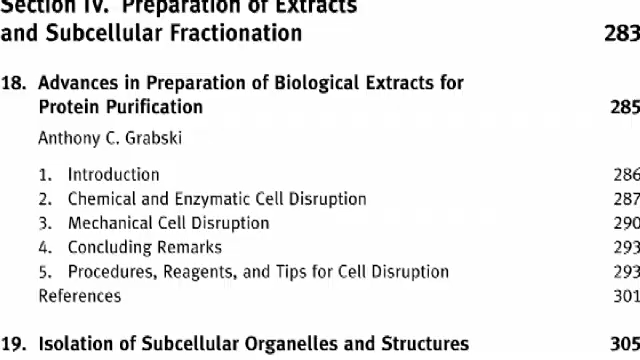 Section IV. Preparation of Extracts
and Subcellular Fractionation 283
18. Advances in Preparation of Biological Extracts for
Protein Purification 285
Anthony C. Grabski
1. Introduction 286
2. Chemical and Enzymatic Cell Disruption 287
3. Mechanical Cell Disruption 290
4. Concluding Remarks 293
5. Procedures, Reagents, and Tips for Cell Disruption 293
References 301
19. Isolation of Subcellular Organelles and Structures 305